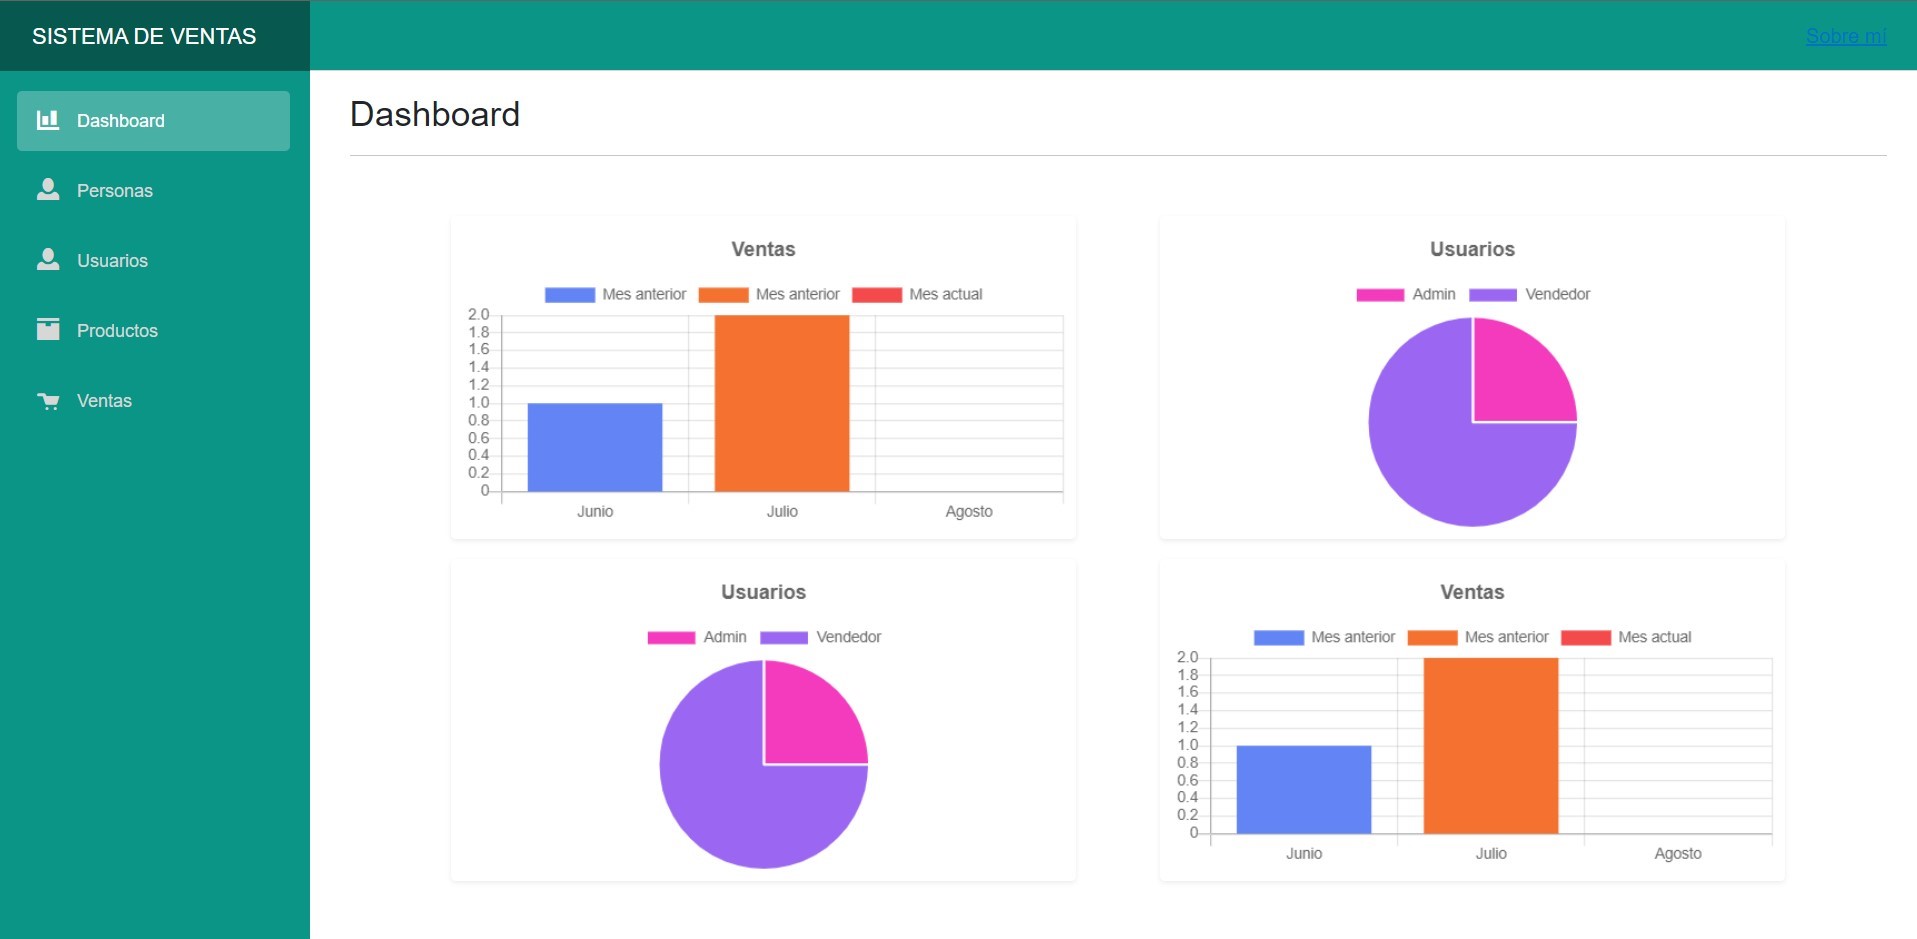 SISTEMA DE VENTAS
Sobre mí
Dashboard
Personas
Usuarios
Productos
Ventas
Dashboard
Ventas
Mes anterior Mes anterior Mes actual
2.0
1.8
1.6
1.4
1.2
1.0
0.8
0.6
0.4
0.2
0
Junio Julio Agosto
Usuarios
Admin Vendedor
Usuarios
Admin Vendedor
Ventas
Mes anterior Mes anterior Mes actual
2.0
1.8
1.6
1.4
1.2
1.0
0.8
0.6
0.4
0.2
0
Junio Julio Agosto